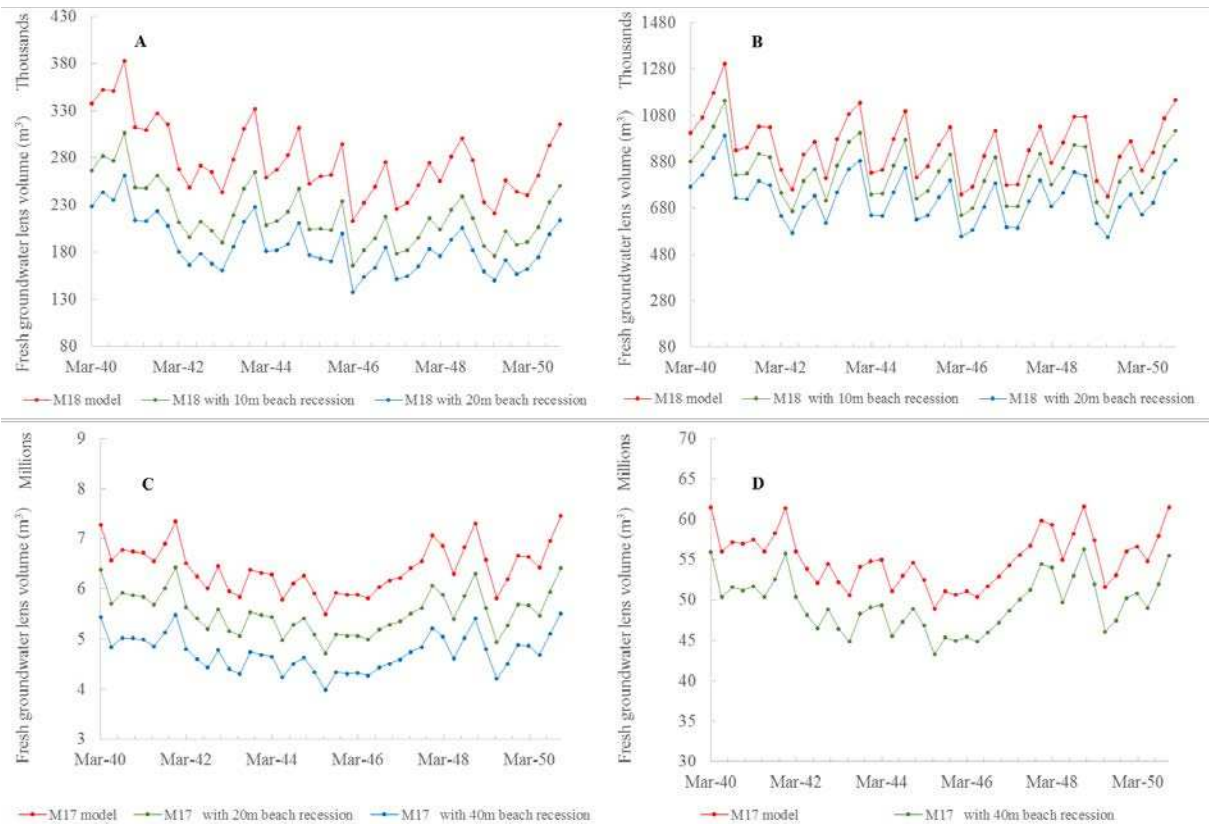 Thousands
Fresh groundwater lens volume (m³)
A
430
380
330
280
230
180
130
80
Mar-40 Mar-42 Mar-44 Mar-46 Mar-48 Mar-50
M18 model M18 with 10m beach recession M18 with 20m beach recession
Thousands
Fresh groundwater lens volume (m³)
B
1480
1280
1080
880
680
480
280
80
Mar-40 Mar-42 Mar-44 Mar-46 Mar-48 Mar-50
M18 model M18 with 10m beach recession M18 with 20m beach recession
Millions
Fresh groundwater lens volume (m³)
C
9
8
7
6
5
4
3
Mar-40 Mar-42 Mar-44 Mar-46 Mar-48 Mar-50
M17 model M17 with 20m beach recession M17 with 40m beach recession
Millions
Fresh groundwater lens volume (m³)
D
70
65
60
55
50
45
40
35
30
Mar-40 Mar-42 Mar-44 Mar-46 Mar-48 Mar-50
M17 model M17 with 40m beach recession